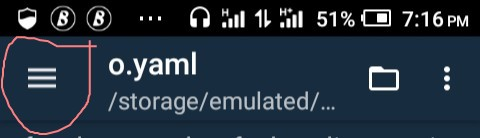 51% 7:16 PM
o.yaml
/storage/emulated/...